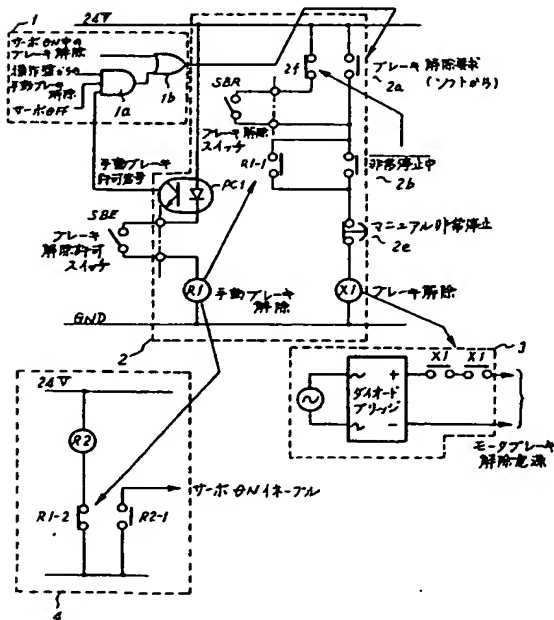 1
24V
サーボON中の
ブレーキ解除
操作盤からの
手動ブレーキ
解除
サーボOFF
1a
1b
SBR
ブレーキ解除
スイッチ
2f
ブレーキ解除要求
(ソフトから)
2a
手動ブレーキ
許可信号
PC1
R1-1
非常停止中
2b
SBE
ブレーキ
解除許可
スイッチ
マニュアル非常停止
2e
R1
手動ブレーキ
解除
X1
ブレーキ解除
GND
2
3
24V
R2
R1-2
R2-1
サーボONイネーブル
4
ダイオード
ブリッジ
+
-
X1
X1
モータブレーキ
解除電源